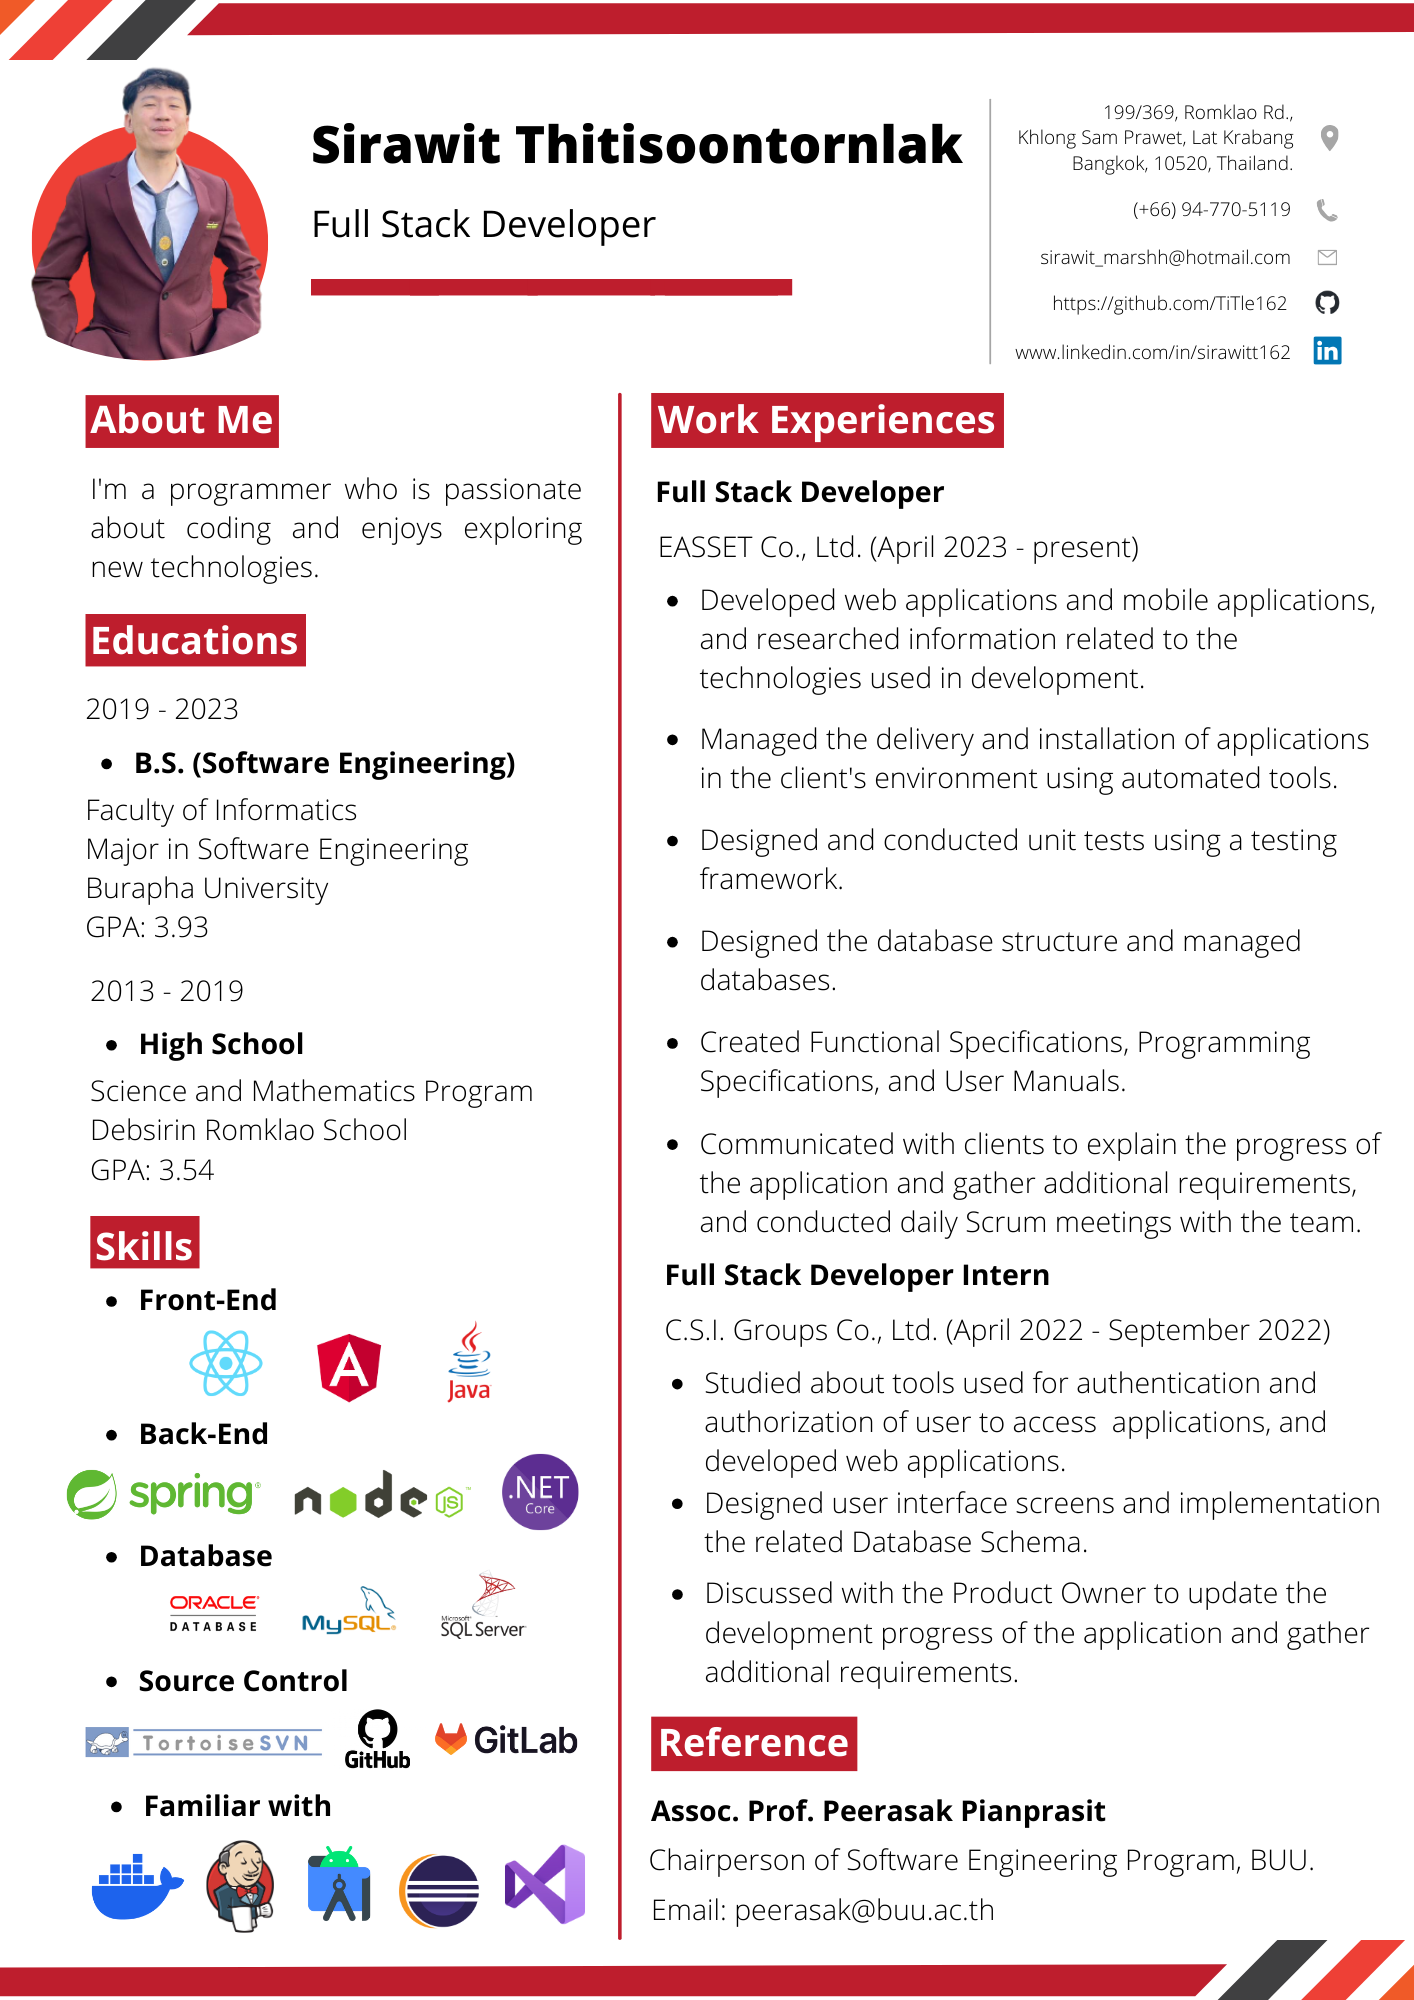 Sirawit Thitisoontornlak
Full Stack Developer
199/369, Romklao Rd.,
Khlong Sam Prawet, Lat Krabang
Bangkok, 10520, Thailand.
(+66) 94-770-5119
sirawit_marshh@hotmail.com
https://github.com/TiTle162
www.linkedin.com/in/sirawitt162
in
About Me
I'm a programmer who is passionate
about coding and enjoys exploring
new technologies.
Educations
2019 - 2023
• B.S. (Software Engineering)
Faculty of Informatics
Major in Software Engineering
Burapha University
GPA: 3.93
2013 - 2019
• High School
Science and Mathematics Program
Debsirin Romklao School
GPA: 3.54
Skills
• Front-End
A
Java
• Back-End
spring®
node JS™
.NET
Core
• Database
ORACLE®
DATABASE
MySQL®
Microsoft®
SQL Server®
• Source Control
TortoiseSVN
GitHub
GitLab
• Familiar with
Work Experiences
Full Stack Developer
EASSET Co., Ltd. (April 2023 - present)
• Developed web applications and mobile applications,
and researched information related to the
technologies used in development.
• Managed the delivery and installation of applications
in the client's environment using automated tools.
• Designed and conducted unit tests using a testing
framework.
• Designed the database structure and managed
databases.
• Created Functional Specifications, Programming
Specifications, and User Manuals.
• Communicated with clients to explain the progress of
the application and gather additional requirements,
and conducted daily Scrum meetings with the team.
Full Stack Developer Intern
C.S.I. Groups Co., Ltd. (April 2022 - September 2022)
• Studied about tools used for authentication and
authorization of user to access  applications, and
developed web applications.
• Designed user interface screens and implementation
the related Database Schema.
• Discussed with the Product Owner to update the
development progress of the application and gather
additional requirements.
Reference
Assoc. Prof. Peerasak Pianprasit
Chairperson of Software Engineering Program, BUU.
Email: peerasak@buu.ac.th